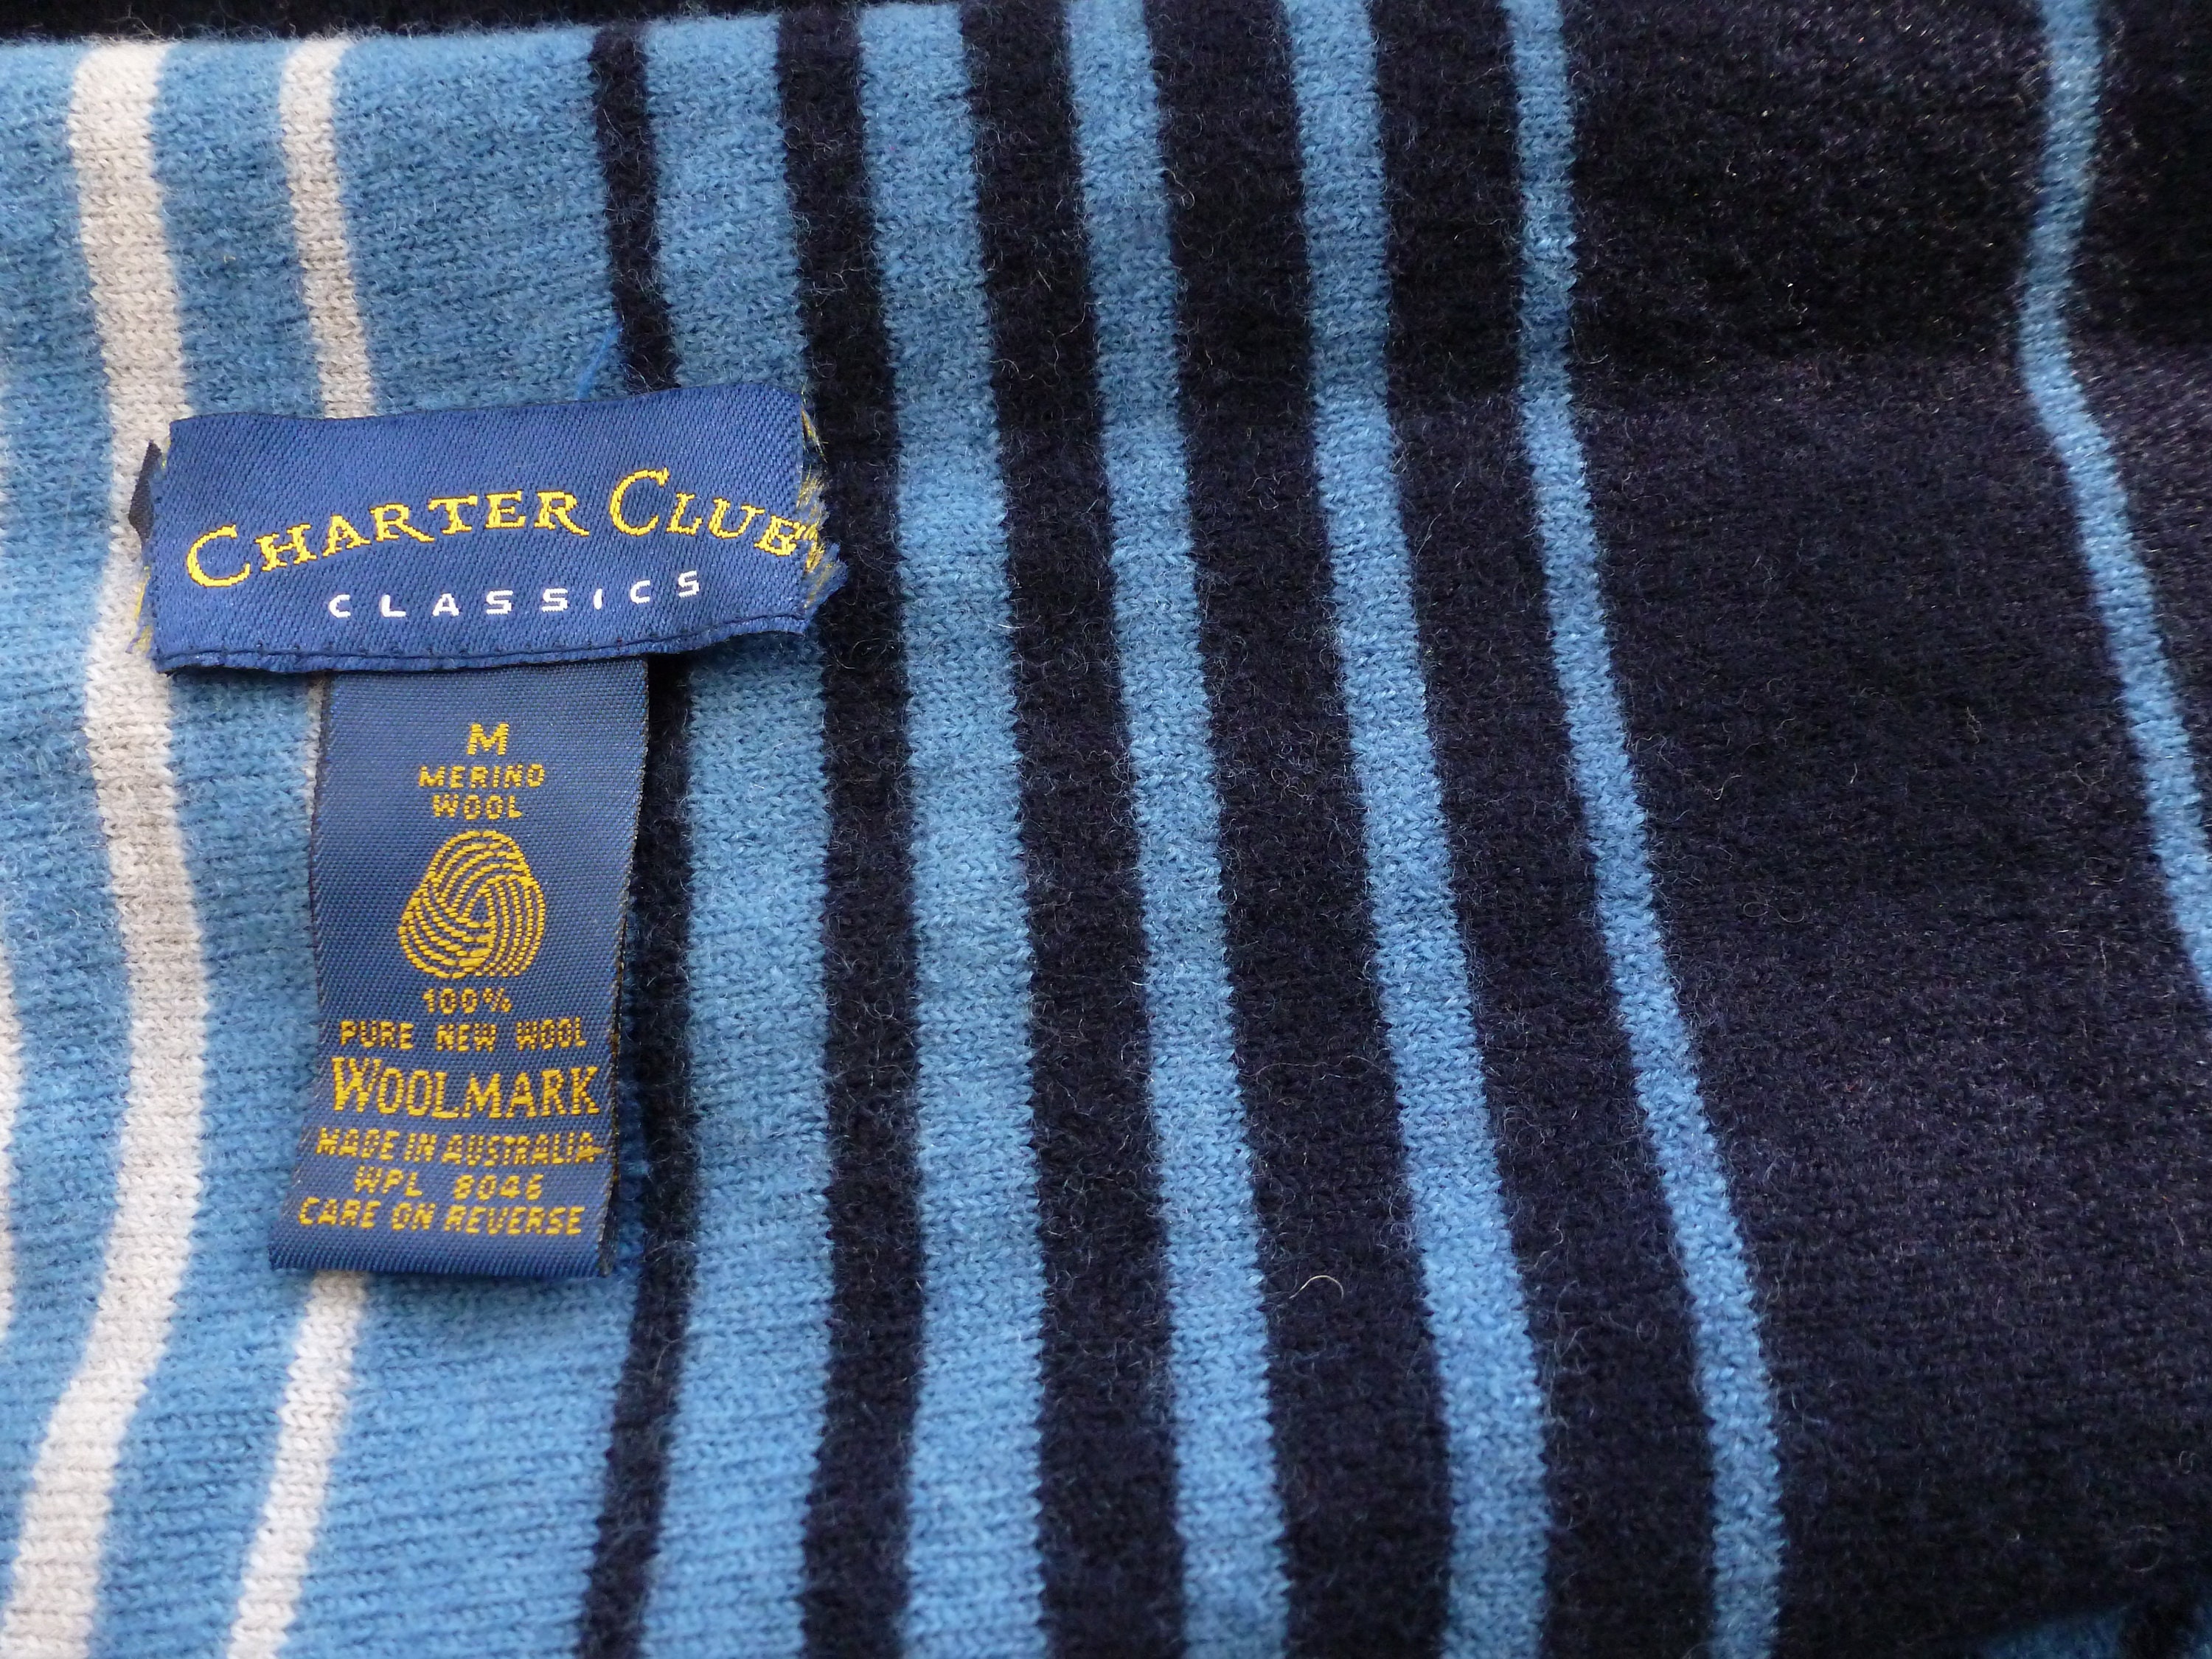 CHARTER CLUB
CLASSICS
M
MERINO
WOOL
100%
PURE NEW WOOL
WOOLMARK
MADE IN AUSTRALIA
WPL 8046
CARE ON REVERSE